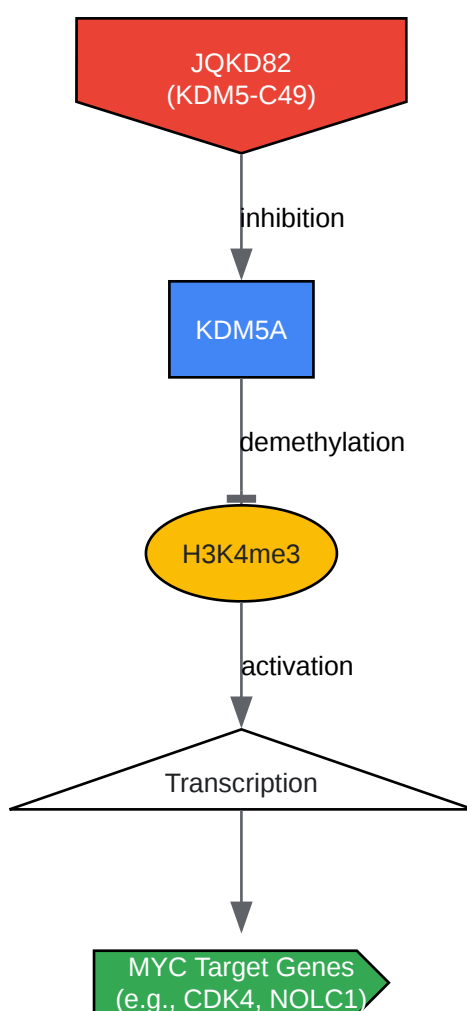 JQKD82
(KDM5-C49)
inhibition
KDM5A
demethylation
H3K4me3
activation
Transcription
MYC Target Genes
(e.g., CDK4, NOLC1)